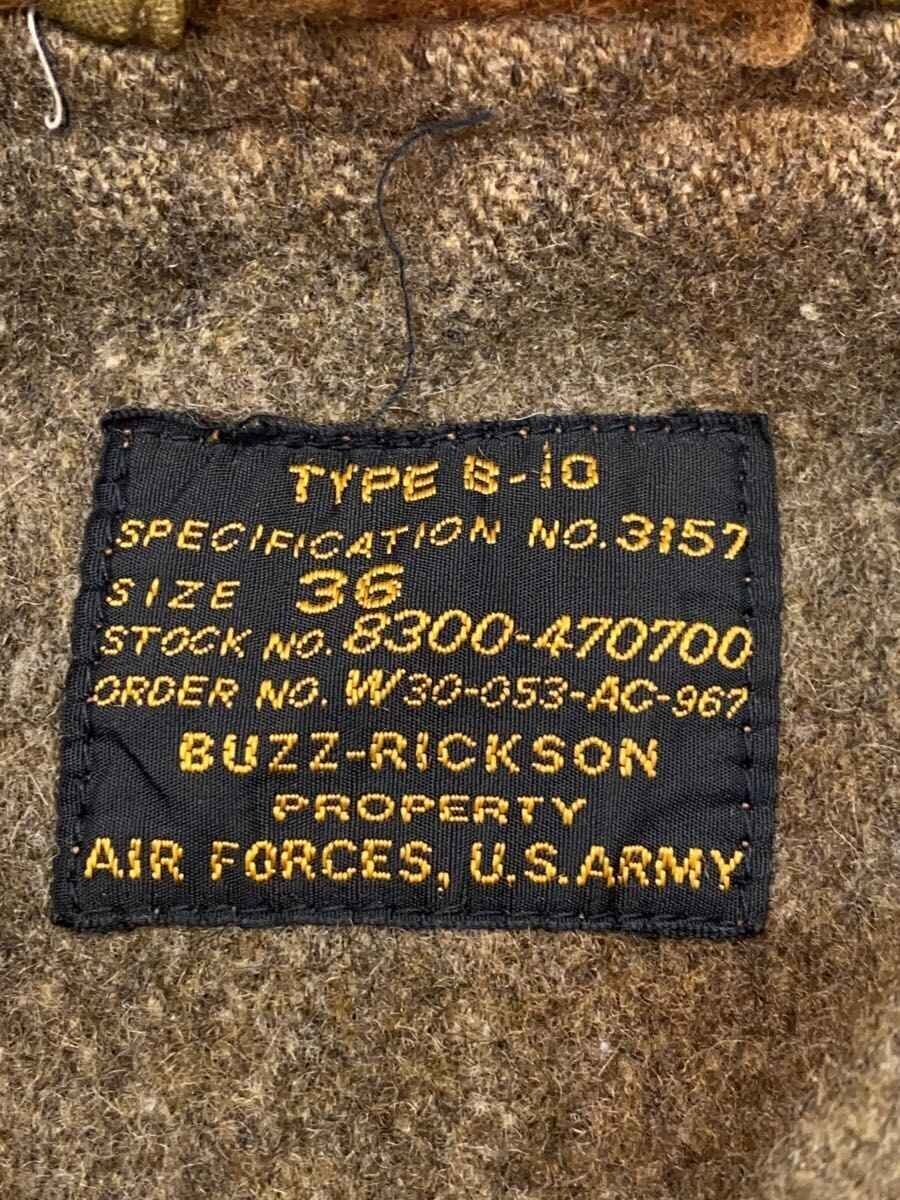 TYPE B-10
SPECIFICATION NO. 3157
SIZE 36
STOCK NO. 8300-470700
ORDER NO. W30-053-AC-967
BUZZ-RICKSON
PROPERTY
AIR FORCES, U.S. ARMY